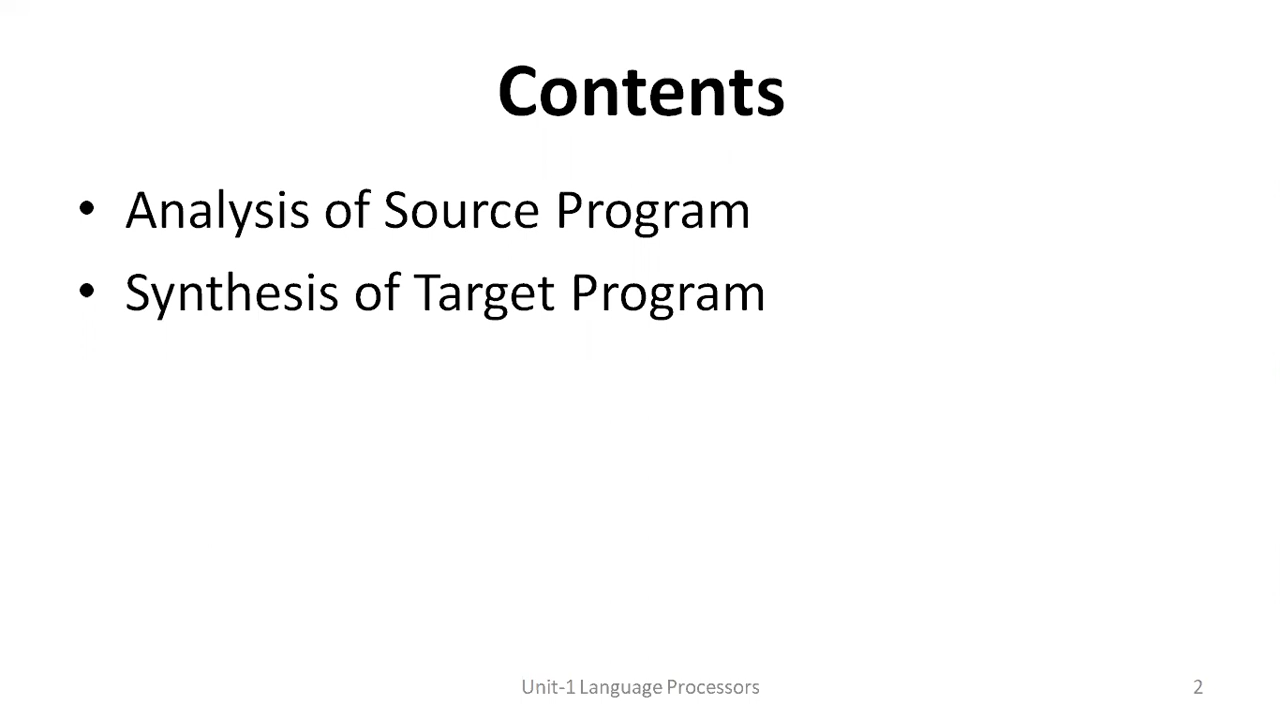 Contents
• Analysis of Source Program
• Synthesis of Target Program
Unit-1 Language Processors
2